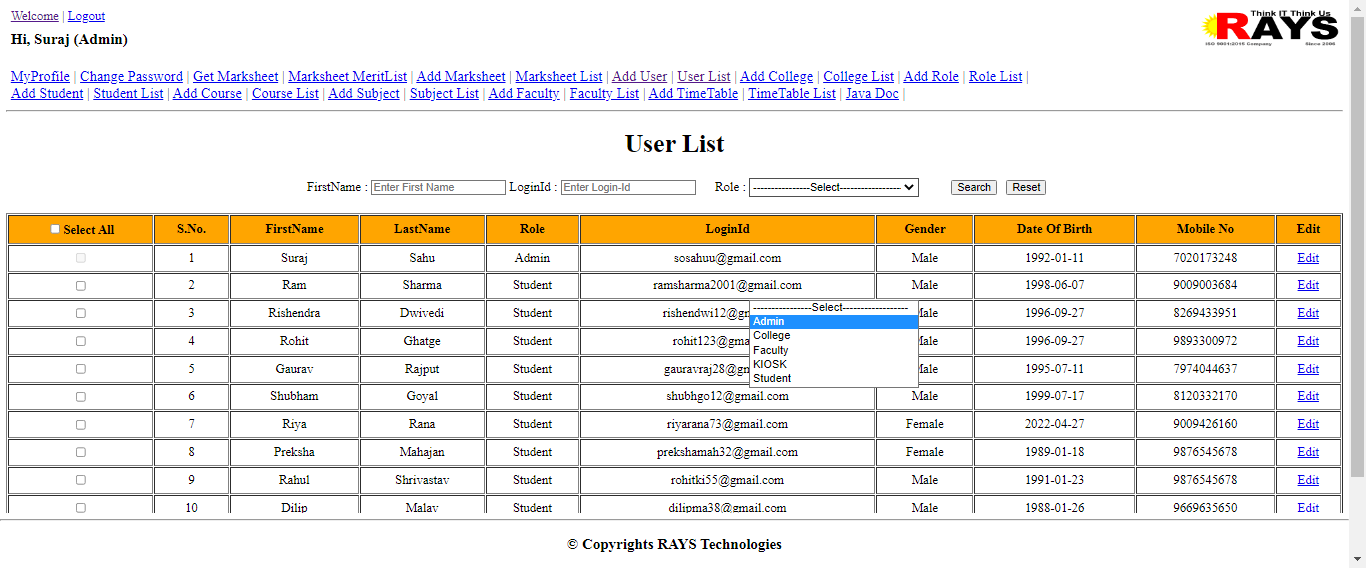 Welcome | Logout
Think IT Think Us
RAYS
ISO 9001:2015 Company Since 2006
Hi, Suraj (Admin)
MyProfile | Change Password | Get Marksheet | Marksheet MeritList | Add Marksheet | Marksheet List | Add User | User List | Add College | College List | Add Role | Role List |
Add Student | Student List | Add Course | Course List | Add Subject | Subject List | Add Faculty | Faculty List | Add TimeTable | TimeTable List | Java Doc |
User List
FirstName : Enter First Name LoginId : Enter Login-Id Role : ----------------Select------------------ Search Reset
Select All S.No. FirstName LastName Role LoginId Gender Date Of Birth Mobile No Edit
1 Suraj Sahu Admin sosahuu@gmail.com Male 1992-01-11 7020173248 Edit
2 Ram Sharma Student ramsharma2001@gmail.com Male 1998-06-07 9009003684 Edit
3 Rishendra Dwivedi Student rishendwi12@gm Male 1996-09-27 8269433951 Edit
4 Rohit Ghatge Student rohit123@gma Male 1996-09-27 9893300972 Edit
5 Gaurav Rajput Student gauravraj28@gm Male 1995-07-11 7974044637 Edit
6 Shubham Goyal Student shubhgo12@gmail.com Male 1999-07-17 8120332170 Edit
7 Riya Rana Student riyarana73@gmail.com Female 2022-04-27 9009426160 Edit
8 Preksha Mahajan Student prekshamah32@gmail.com Female 1989-01-18 9876545678 Edit
9 Rahul Shrivastav Student rohitki55@gmail.com Male 1991-01-23 9876545678 Edit
10 Dilip Malav Student dilipma38@gmail.com Male 1988-01-26 9669635650 Edit
----------------Select------------------
Admin
College
Faculty
KIOSK
Student
© Copyrights RAYS Technologies